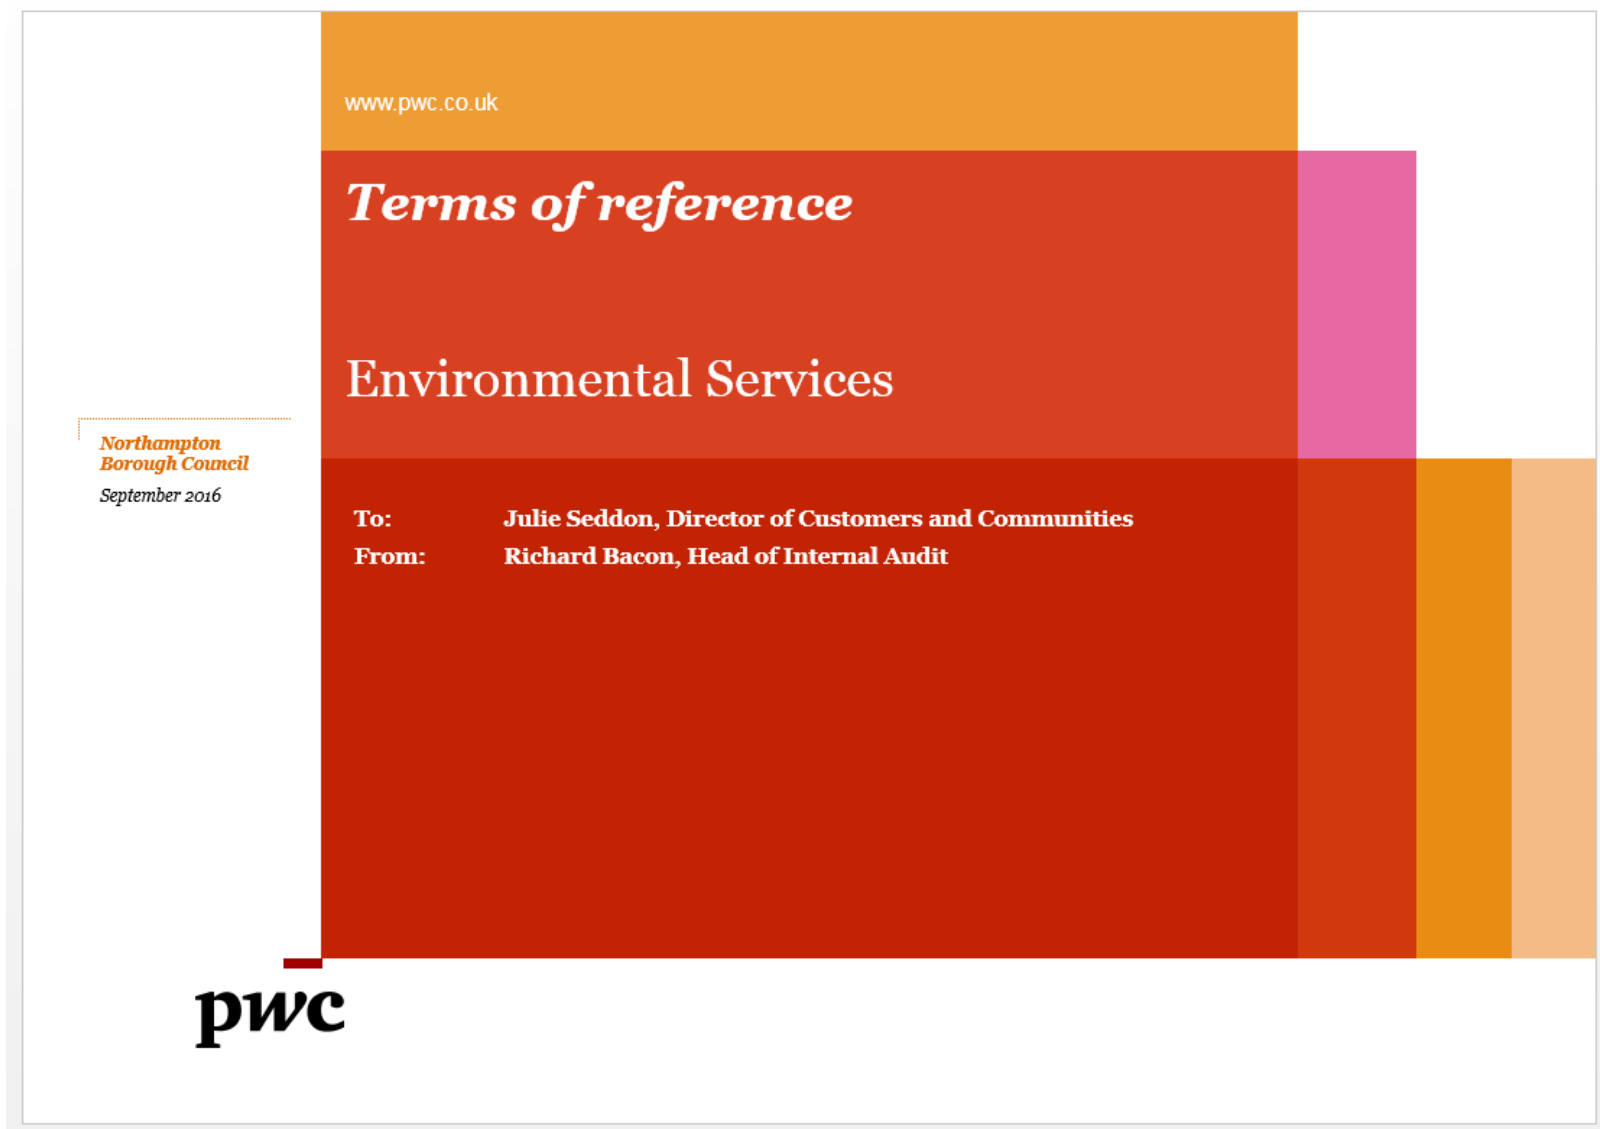 www.pwc.co.uk
Terms of reference
Environmental Services
Northampton
Borough Council
September 2016
To: Julie Seddon, Director of Customers and Communities
From: Richard Bacon, Head of Internal Audit
pwc